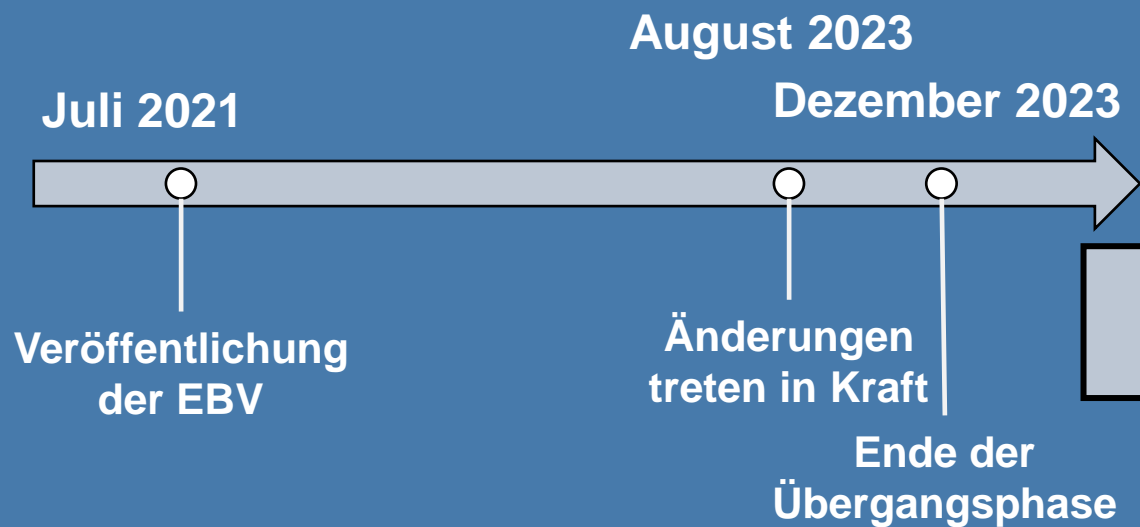 August 2023
Juli 2021
Dezember 2023
Veröffentlichung
der EBV
Änderungen
treten in Kraft
Ende der
Übergangsphase